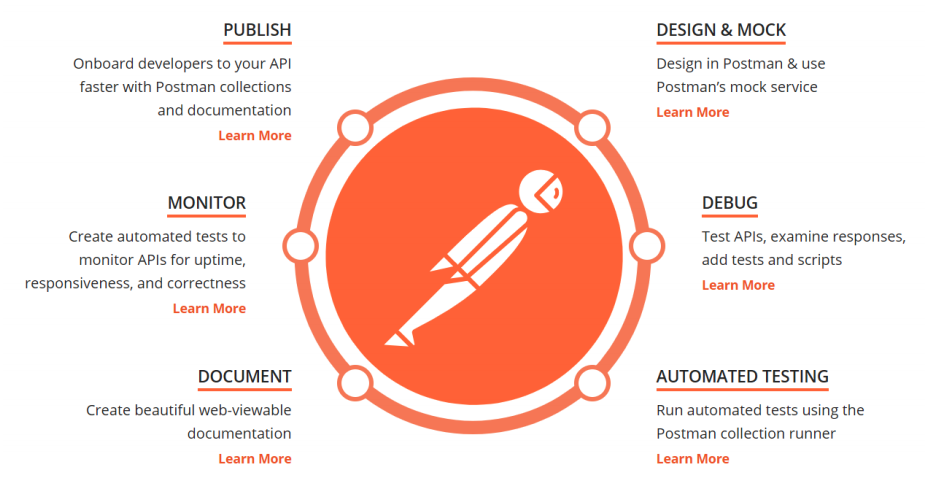 PUBLISH
Onboard developers to your API
faster with Postman collections
and documentation
Learn More
DESIGN & MOCK
Design in Postman & use
Postman’s mock service
Learn More
MONITOR
Create automated tests to
monitor APIs for uptime,
responsiveness, and correctness
Learn More
DEBUG
Test APIs, examine responses,
add tests and scripts
Learn More
DOCUMENT
Create beautiful web-viewable
documentation
Learn More
AUTOMATED TESTING
Run automated tests using the
Postman collection runner
Learn More